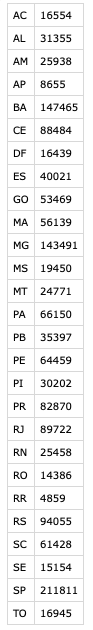 AC 16554
AL 31355
AM 25938
AP 8655
BA 147465
CE 88484
DF 16439
ES 40021
GO 53469
MA 56139
MG 143491
MS 19450
MT 24771
PA 66150
PB 35397
PE 64459
PI 30202
PR 82870
RJ 89722
RN 25458
RO 14386
RR 4859
RS 94055
SC 61428
SE 15154
SP 211811
TO 16945